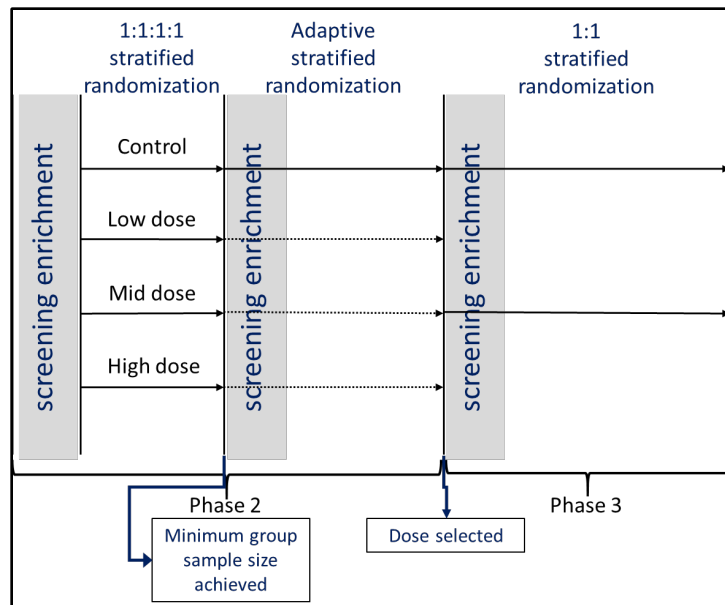 1:1:1:1
stratified
randomization
Adaptive
stratified
randomization
1:1
stratified
randomization
screening enrichment
Control
Low dose
Mid dose
High dose
screening enrichment
screening enrichment
Phase 2
Phase 3
Minimum group
sample size
achieved
Dose selected